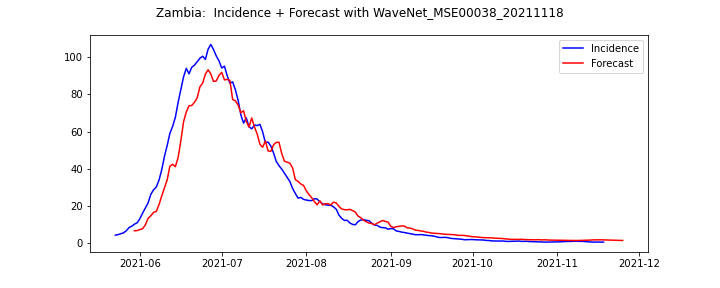 Zambia:  Incidence + Forecast with WaveNet_MSE00038_20211118
Incidence
Forecast
100
80
60
40
20
0
2021-06 2021-07 2021-08 2021-09 2021-10 2021-11 2021-12